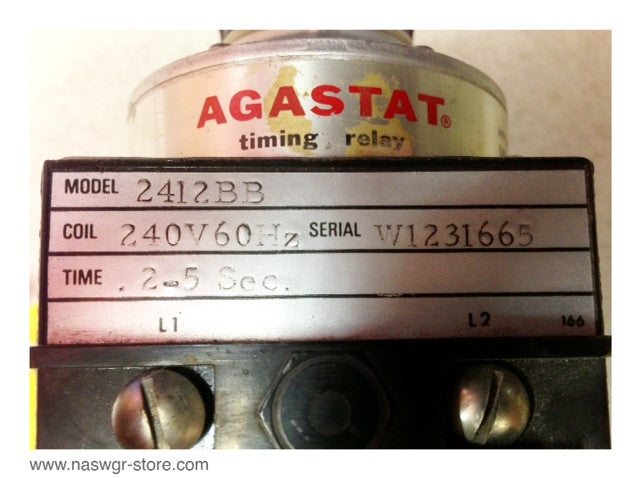 AGASTAT®
timing relay
MODEL 2412BB
COIL 240V60Hz SERIAL W1231665
TIME .2-5 Sec.
L1 L2 166
www.naswgr-store.com